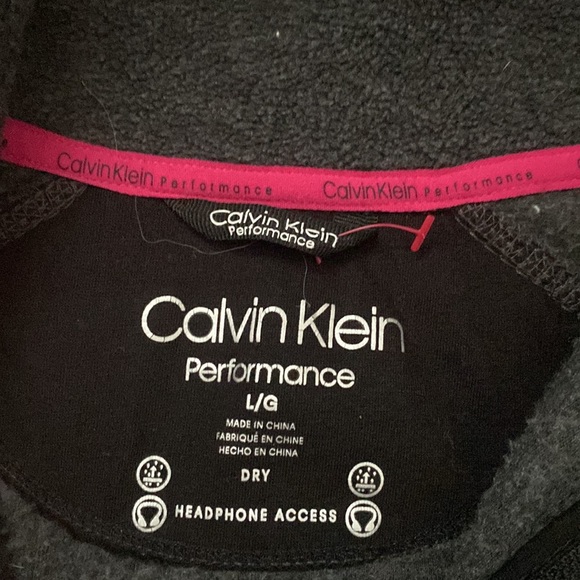 e CalvinKlein Performance CalvinKlein Performance
Calvin Klein
Performance
Calvin Klein
Performance
L/G
MADE IN CHINA
FABRIQUÉ EN CHINE
HECHO EN CHINA
DRY
HEADPHONE ACCESS